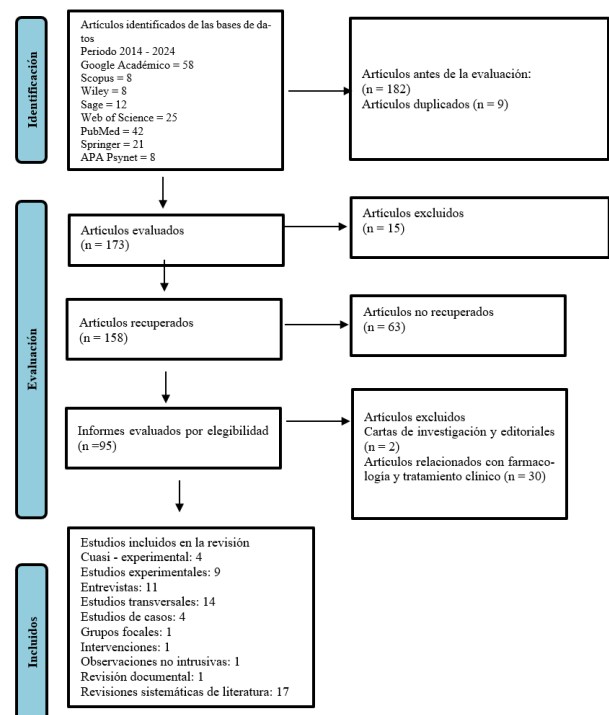 Identificación
Artículos identificados de las bases de da-
tos
Periodo 2014 - 2024
Google Académico = 58
Scopus = 8
Wiley = 8
Sage = 12
Web of Science = 25
PubMed = 42
Springer = 21
APA Psynet = 8
Artículos antes de la evaluación:
(n = 182)
Artículos duplicados (n = 9)
Evaluación
Artículos evaluados
(n = 173)
Artículos excluidos
(n = 15)
Artículos recuperados
(n = 158)
Artículos no recuperados
(n = 63)
Informes evaluados por elegibilidad
(n =95)
Artículos excluidos
Cartas de investigación y editoriales
(n = 2)
Artículos relacionados con farmaco-
logía y tratamiento clínico (n = 30)
Incluidos
Estudios incluidos en la revisión
Cuasi - experimental: 4
Estudios experimentales: 9
Entrevistas: 11
Estudios transversales: 14
Estudios de casos: 4
Grupos focales: 1
Intervenciones: 1
Observaciones no intrusivas: 1
Revisión documental: 1
Revisiones sistemáticas de literatura: 17